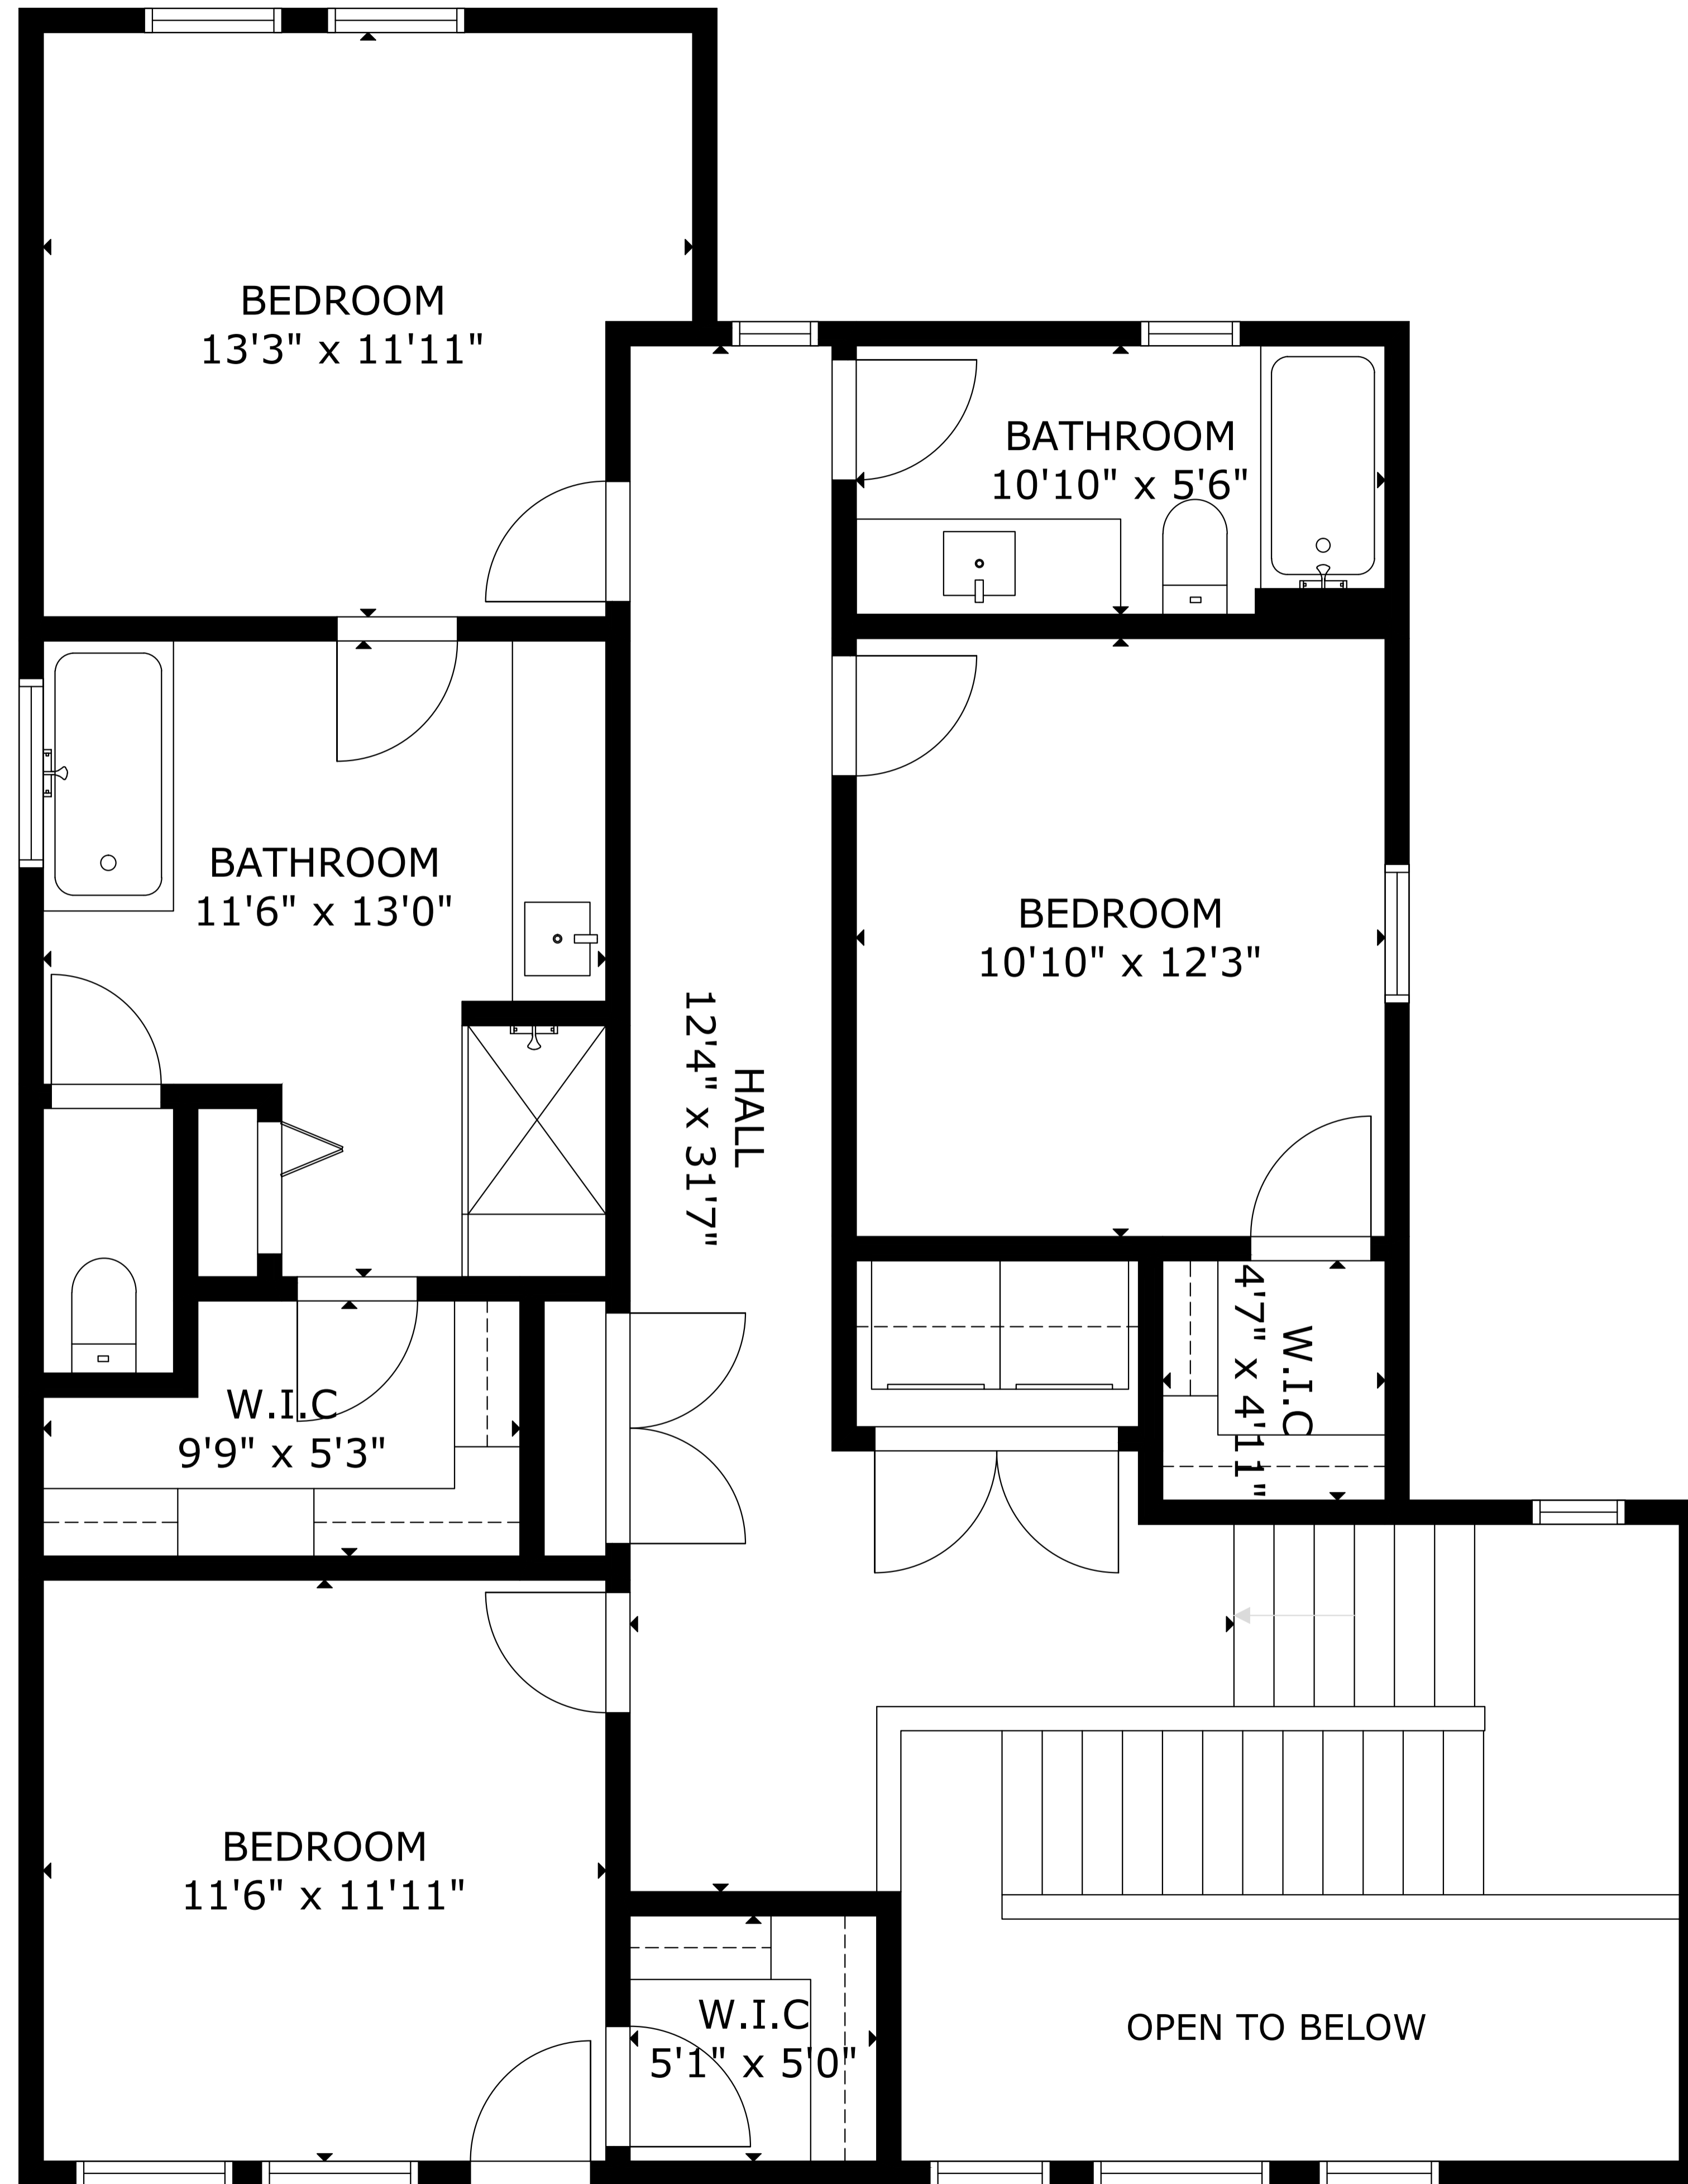 BEDROOM
13'3" x 11'11"
BATHROOM
10'10" x 5'6"
BATHROOM
11'6" x 13'0"
BEDROOM
10'10" x 12'3"
HALL
12'4" x 31'7"
W.I.C
4'7" x 4'11"
W.I.C
9'9" x 5'3"
BEDROOM
11'6" x 11'11"
W.I.C
5'1" x 5'0"
OPEN TO BELOW